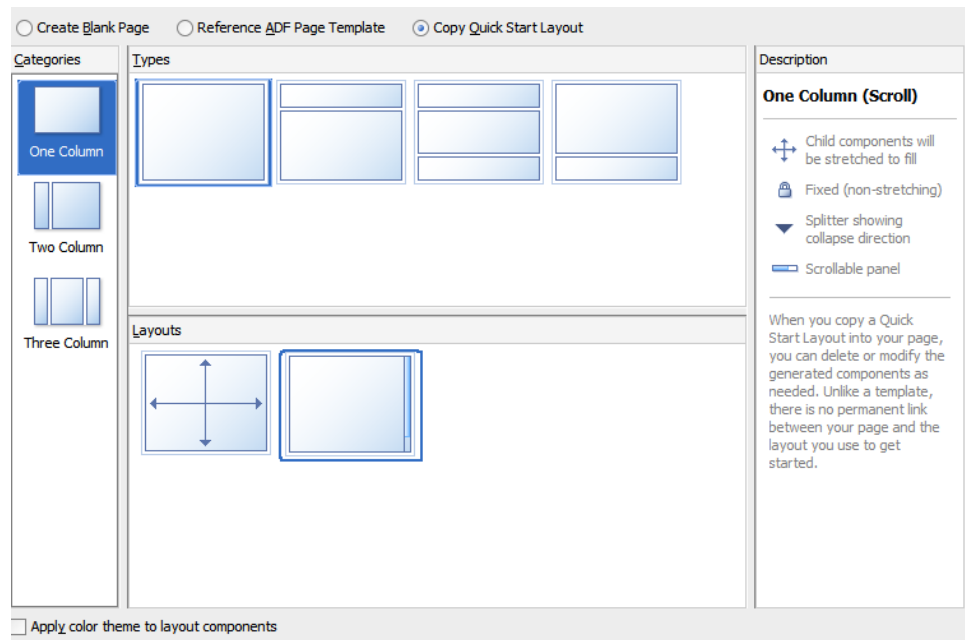 Create Blank Page Reference ADF Page Template Copy Quick Start Layout
Categories
One Column
Two Column
Three Column
Types
Layouts
Description
One Column (Scroll)
Child components will
be stretched to fill
Fixed (non-stretching)
Splitter showing
collapse direction
Scrollable panel
When you copy a Quick
Start Layout into your page,
you can delete or modify the
generated components as
needed. Unlike a template,
there is no permanent link
between your page and the
layout you use to get
started.
Apply color theme to layout components